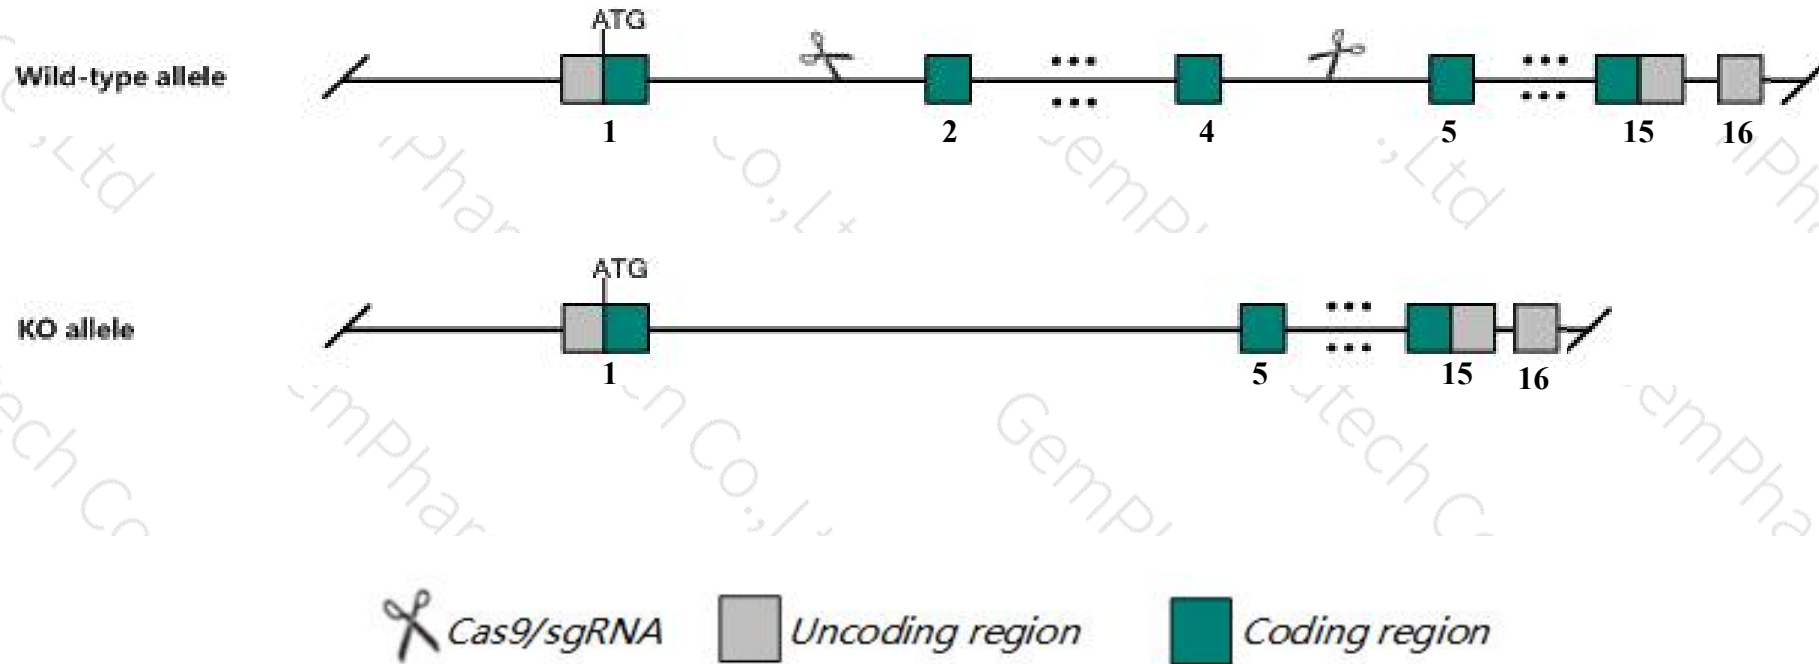 ATG
Wild-type allele
1 2 4 5 15 16
ATG
KO allele
1 5 15 16
Cas9/sgRNA Uncoding region Coding region